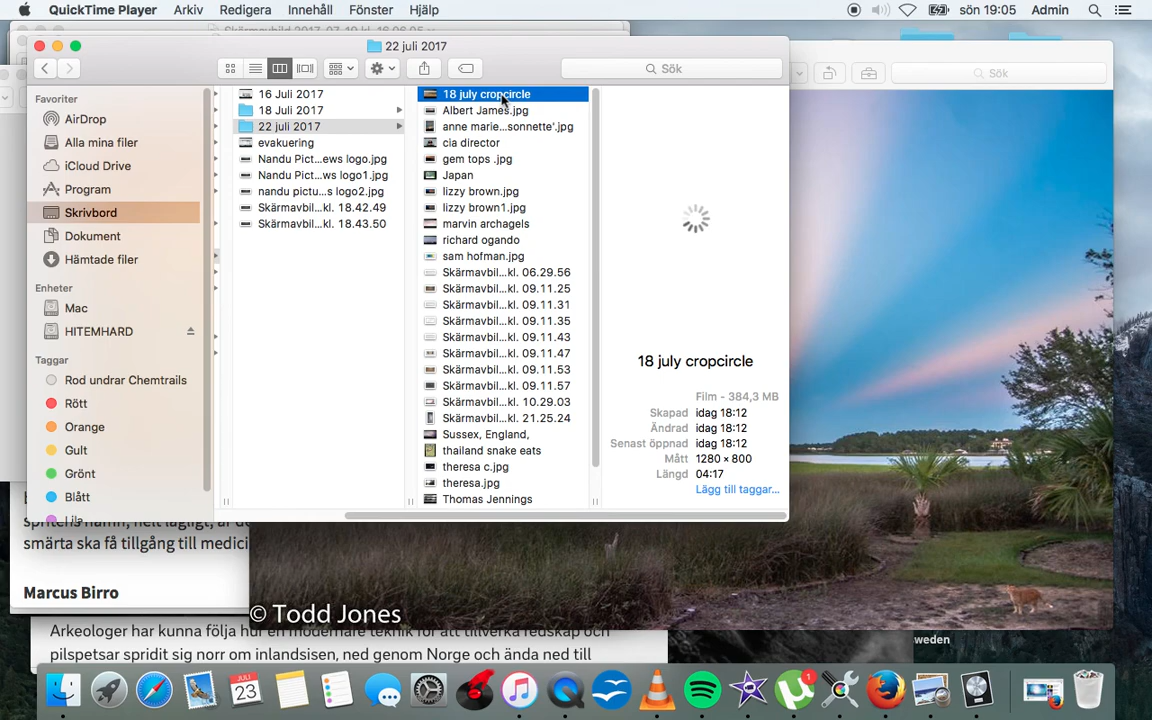 QuickTime Player Arkiv Redigera Innehåll Fönster Hjälp
sön 19:05 Admin
Skärmavbild 2017-07-19 kl. 16.06.05
22 juli 2017
Sök
Sök
Favoriter
AirDrop
Alla mina filer
iCloud Drive
Program
Skrivbord
Dokument
Hämtade filer
Enheter
Mac
HITEMHARD
Taggar
Rod undrar Chemtrails
Rött
Orange
Gult
Grönt
Blått
Lila
16 Juli 2017
18 Juli 2017
22 juli 2017
evakuering
Nandu Pict...ews logo.jpg
Nandu Pict...ws logo1.jpg
nandu pictu...s logo2.jpg
Skärmavbil...kl. 18.42.49
Skärmavbil...kl. 18.43.50
18 july cropcircle
Albert James.jpg
anne marie...sonnette'.jpg
cia director
gem tops .jpg
Japan
lizzy brown.jpg
lizzy brown1.jpg
marvin archagels
richard ogando
sam hofman.jpg
Skärmavbil...kl. 06.29.56
Skärmavbil...kl. 09.11.25
Skärmavbil...kl. 09.11.31
Skärmavbil...kl. 09.11.35
Skärmavbil...kl. 09.11.43
Skärmavbil...kl. 09.11.47
Skärmavbil...kl. 09.11.53
Skärmavbil...kl. 09.11.57
Skärmavbil...kl. 10.29.03
Skärmavbil...kl. 21.25.24
Sussex, England,
thailand snake eats
theresa c.jpg
theresa.jpg
Thomas Jennings
18 july cropcircle
Film - 384,3 MB
Skapad idag 18:12
Ändrad idag 18:12
Senast öppnad idag 18:12
Mått 1280 × 800
Längd 04:17
Lägg till taggar...
smärta ska få tillgång till medici
Marcus Birro
© Todd Jones
Arkeologer har kunna följa hur en modernare teknik för att tillverka redskap och
pilspetsar spridit sig norr om inlandsisen, ned genom Norge och ända ned till
weden
JULI
23
1